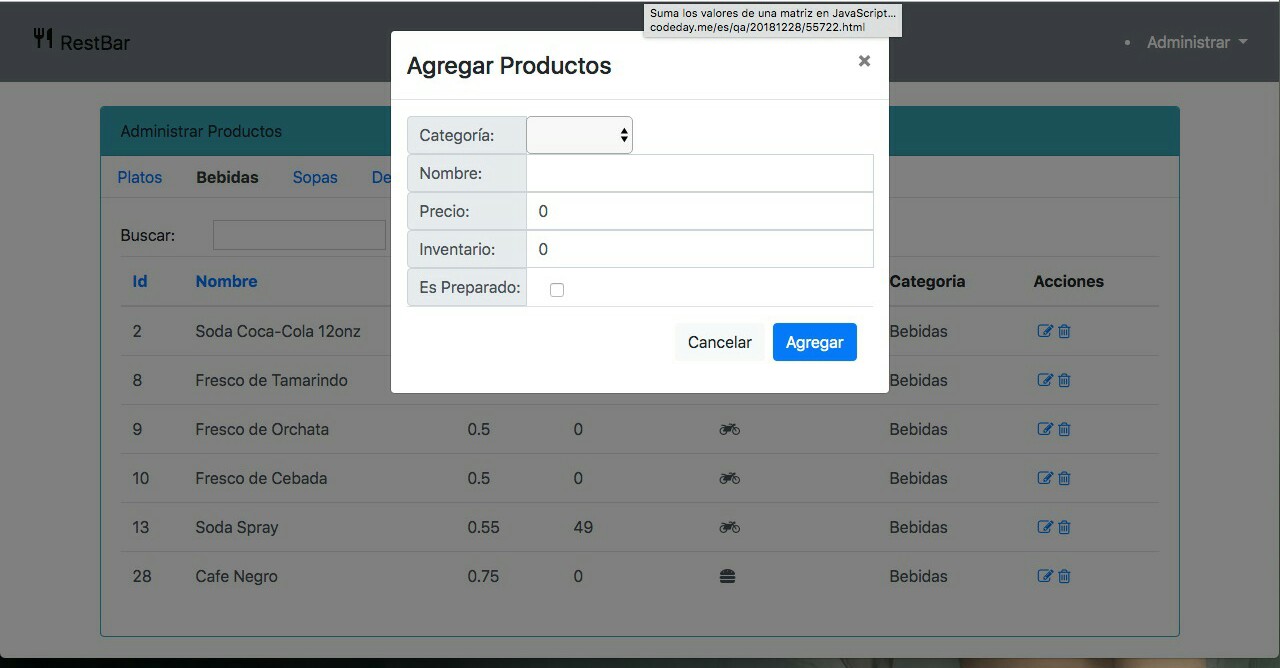 Suma los valores de una matriz en JavaScript...
codeday.me/es/qa/20181228/55722.html
RestBar
Administrar
Agregar Productos
×
Administrar Productos
Platos Bebidas Sopas De
Categoría:
Nombre:
Precio: 0
Inventario: 0
Es Preparado:
Cancelar Agregar
Buscar:
Id Nombre Categoria Acciones
2 Soda Coca-Cola 12onz Bebidas
8 Fresco de Tamarindo Bebidas
9 Fresco de Orchata 0.5 0 Bebidas
10 Fresco de Cebada 0.5 0 Bebidas
13 Soda Spray 0.55 49 Bebidas
28 Cafe Negro 0.75 0 Bebidas